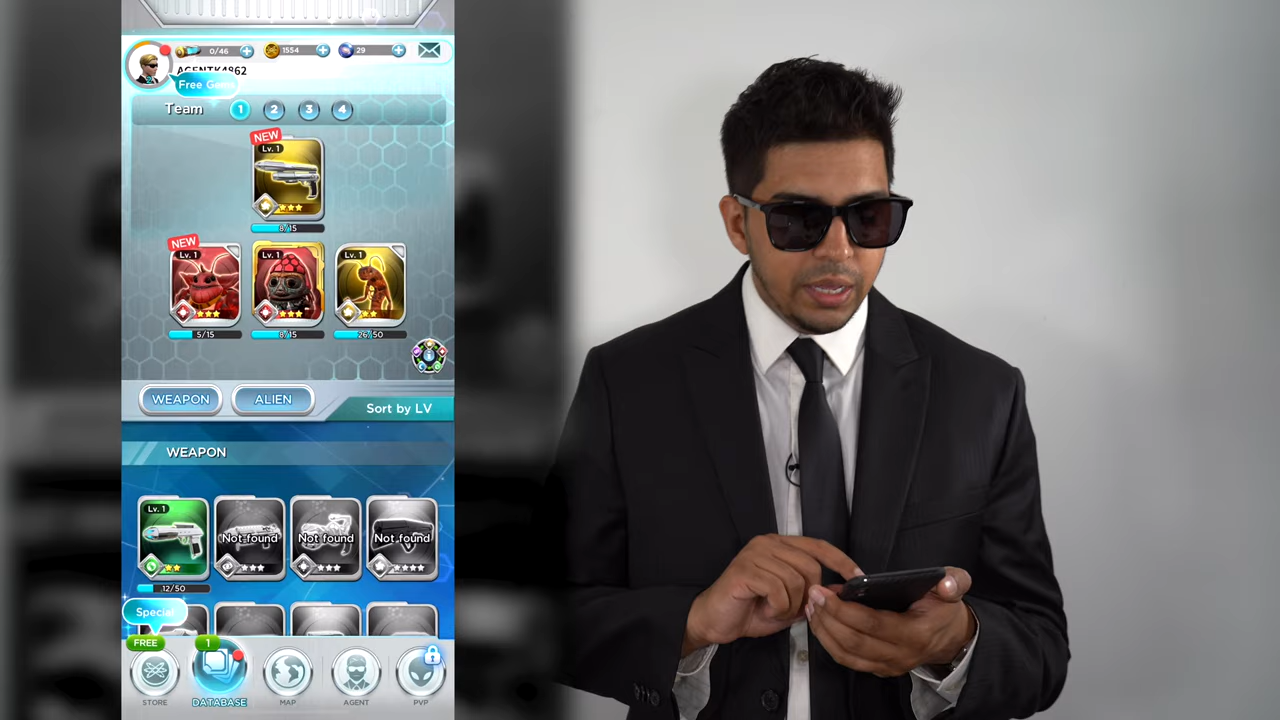 0/46 1554 29
AGENTK4862
Free Gem
Team 1 2 3 4
NEW
Lv. 1
8/15
NEW
Lv. 1 Lv. 1 Lv. 1
5/15 8/15 26/50
WEAPON ALIEN
Sort by LV
WEAPON
Lv. 1
Not found Not found Not found
12/50
Special
FREE 1
STORE DATABASE MAP AGENT PVP